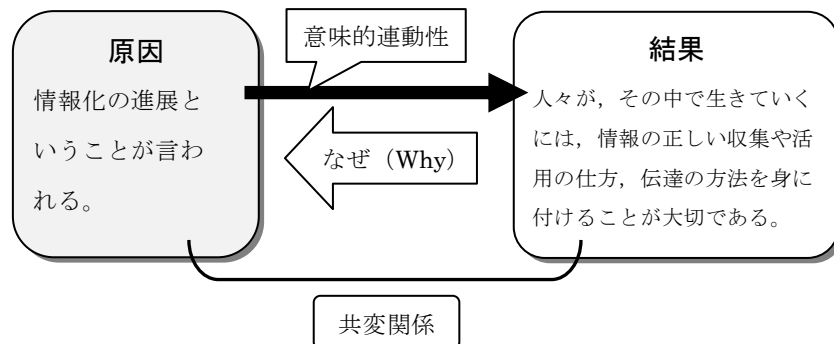 意味的連動性
原因
情報化の進展と
いうことが言わ
れる。
なぜ（Why）
結果
人々が，その中で生きていく
には，情報の正しい収集や活
用の仕方，伝達の方法を身に
付けることが大切である。
共変関係